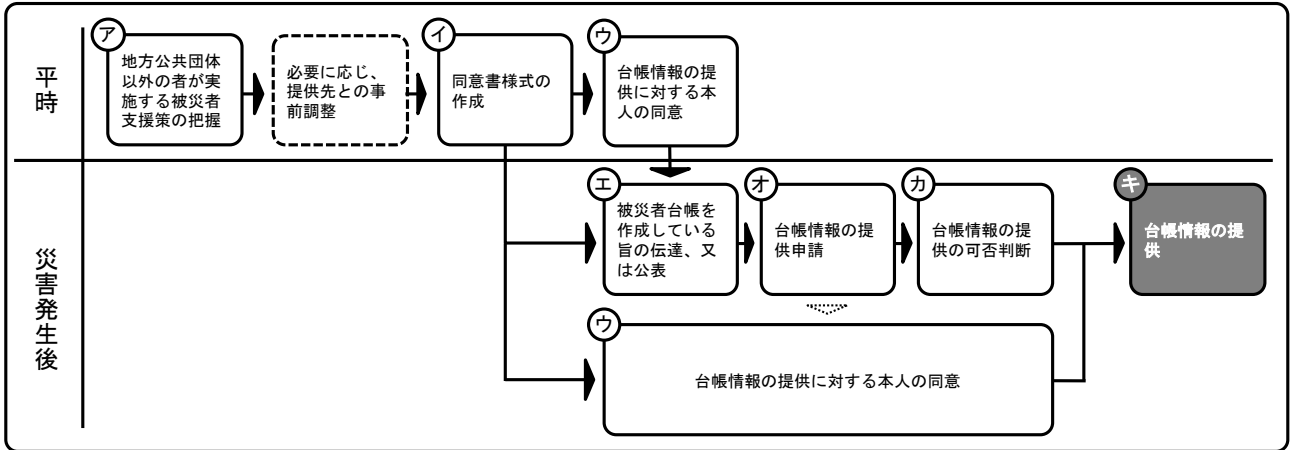 平時
ア
地方公共団体
以外の者が実
施する被災者
支援策の把握
必要に応じ、
提供先との事
前調整
イ
同意書様式の
作成
ウ
台帳情報の提
供に対する本
人の同意
災害発生後
エ
被災者台帳を
作成している
旨の伝達、又
は公表
オ
台帳情報の提
供申請
カ
台帳情報の提
供の可否判断
キ
台帳情報の提
供
ウ
台帳情報の提供に対する本人の同意